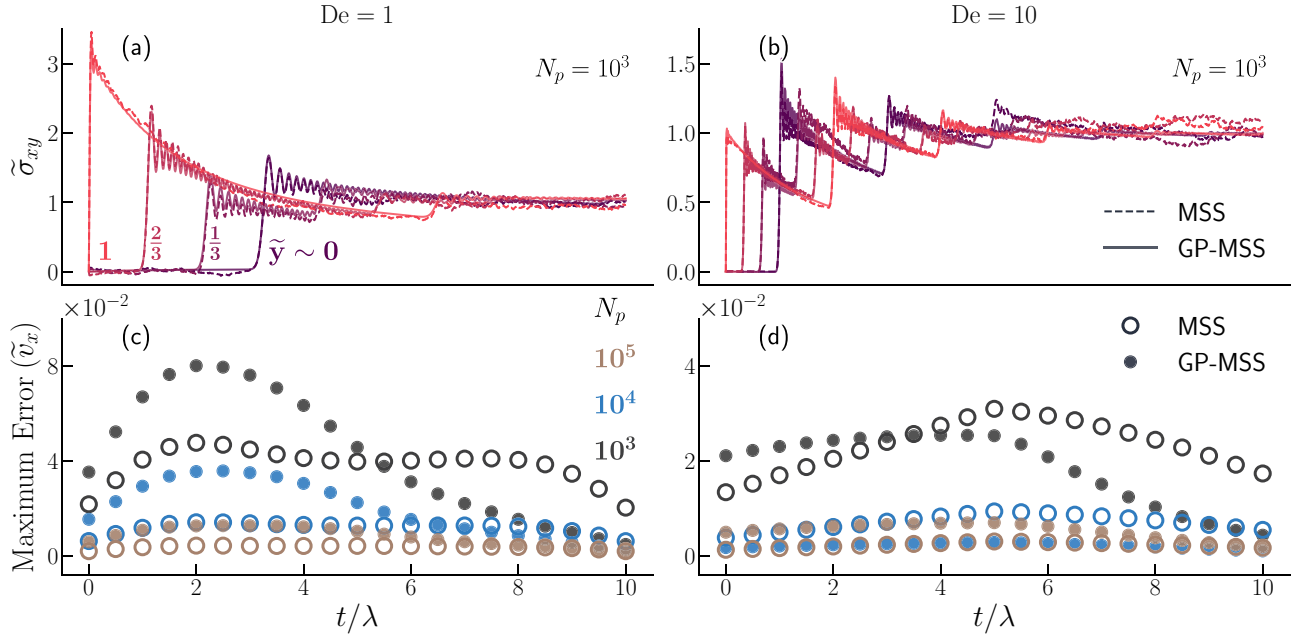 De = 1
De = 10
(a)
N_p = 10^3
3
2
1
0
σ̃_xy
1
2/3
1/3
ỹ ~ 0
(b)
N_p = 10^3
1.5
1.0
0.5
0.0
MSS
GP-MSS
×10^−2
(c)
N_p
10^5
10^4
10^3
8
4
0
Maximum Error (ṽ_x)
0 2 4 6 8 10
t/λ
×10^−2
(d)
MSS
GP-MSS
4
2
0
0 2 4 6 8 10
t/λ